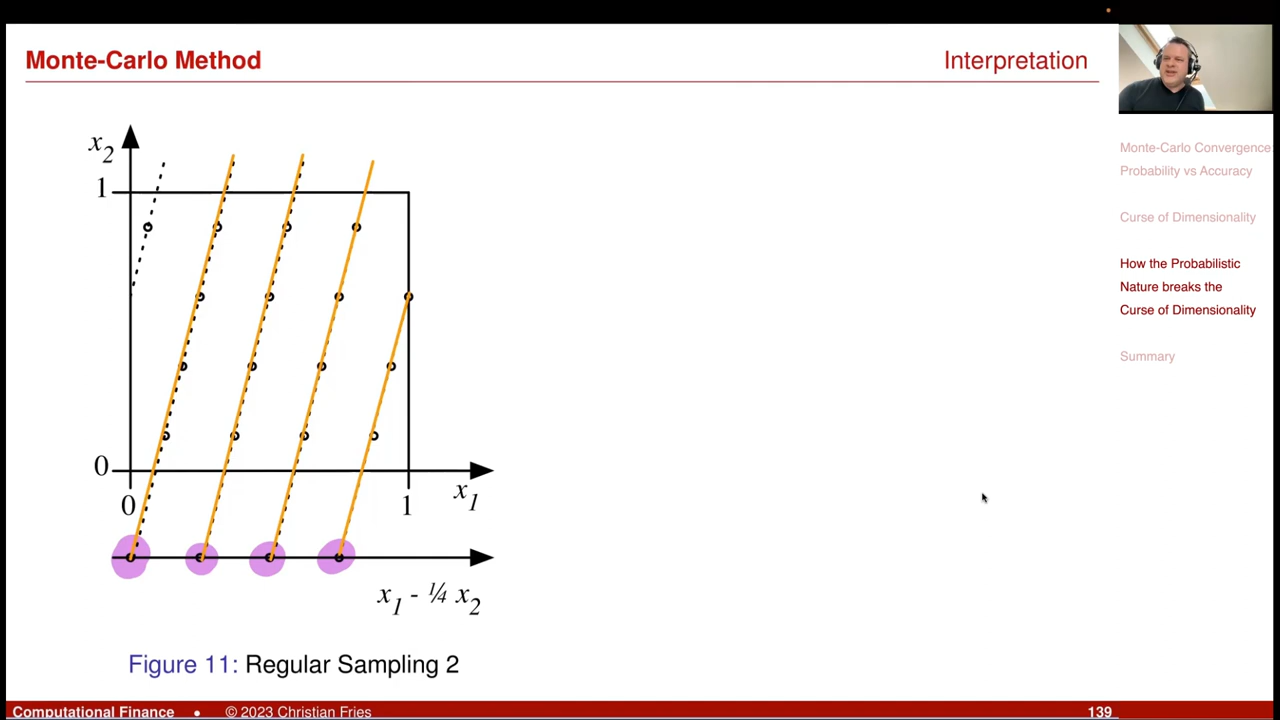 Monte-Carlo Method
Interpretation
x2
1
0
0
1
x1
x1 - ¼ x2
Figure 11: Regular Sampling 2
Monte-Carlo Convergence:
Probability vs Accuracy
Curse of Dimensionality
How the Probabilistic
Nature breaks the
Curse of Dimensionality
Summary
Computational Finance • © 2023 Christian Fries
139